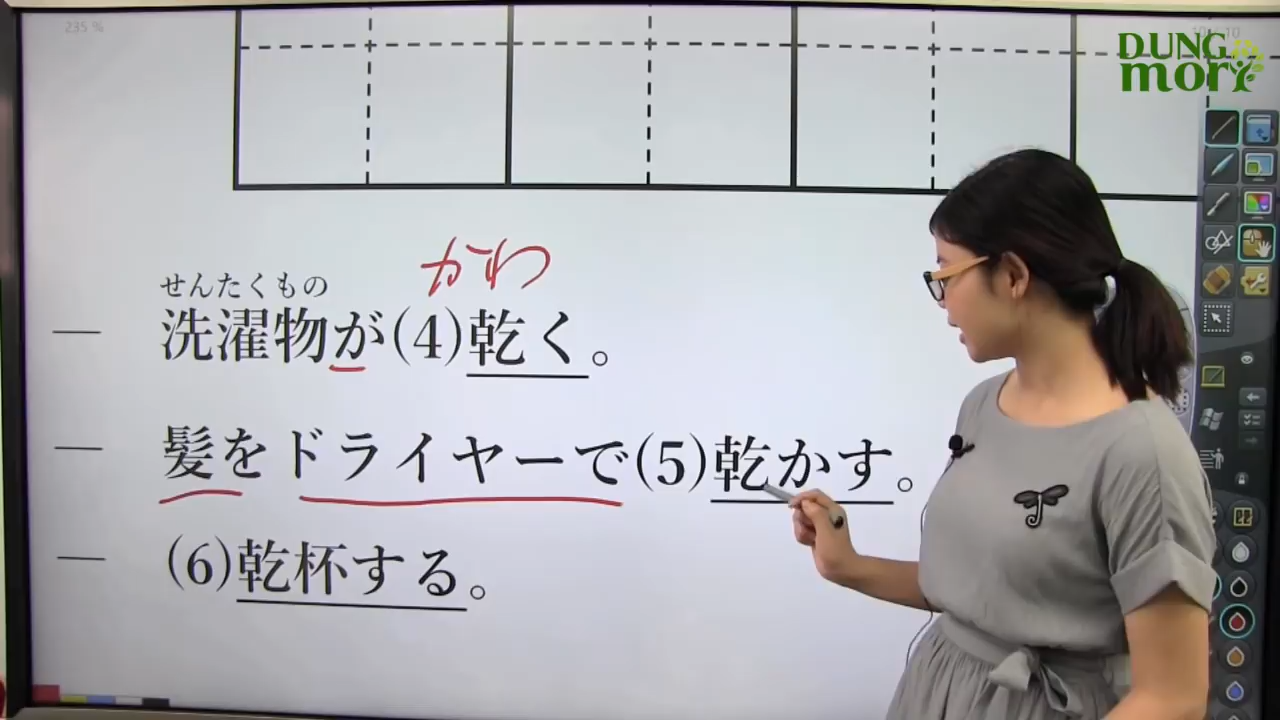 235 %
DUNG
mori
かわ
せんたくもの
洗濯物が(4)乾く。
髪をドライヤーで(5)乾かす。
(6)乾杯する。